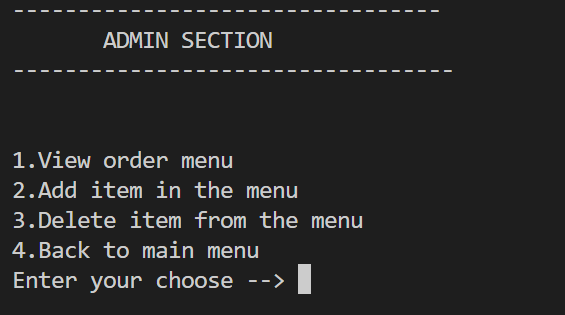 ---------------------------------
ADMIN SECTION
----------------------------------
1.View order menu
2.Add item in the menu
3.Delete item from the menu
4.Back to main menu
Enter your choose -->